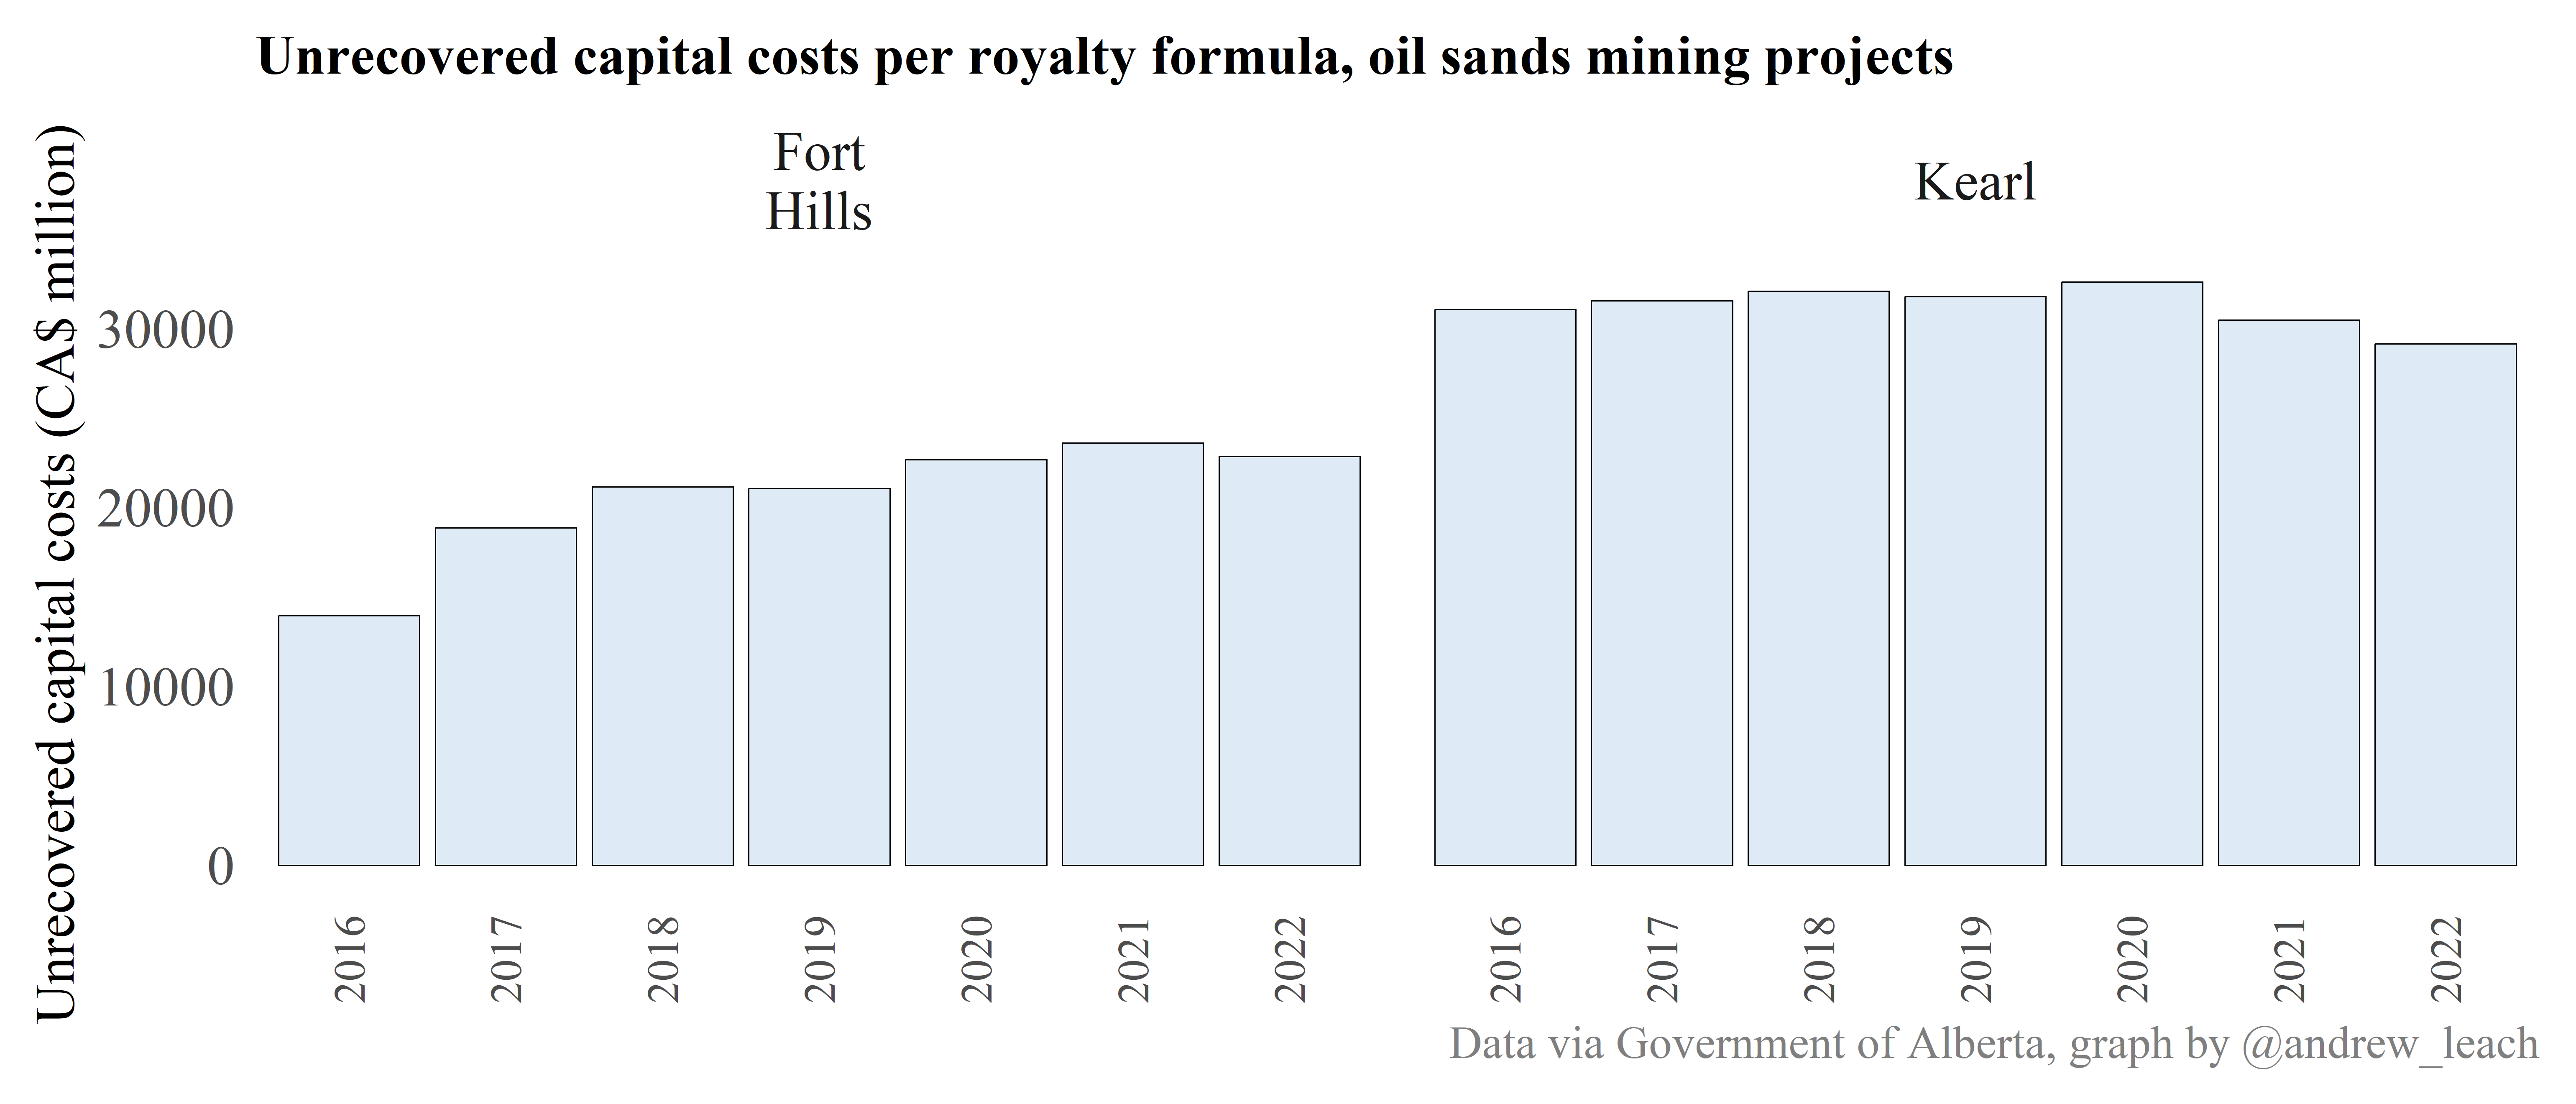 Unrecovered capital costs per royalty formula, oil sands mining projects
Unrecovered capital costs (CA$ million)
Fort
Hills
Kearl
30000
20000
10000
0
2016 2017 2018 2019 2020 2021 2022 2016 2017 2018 2019 2020 2021 2022
Data via Government of Alberta, graph by @andrew_leach